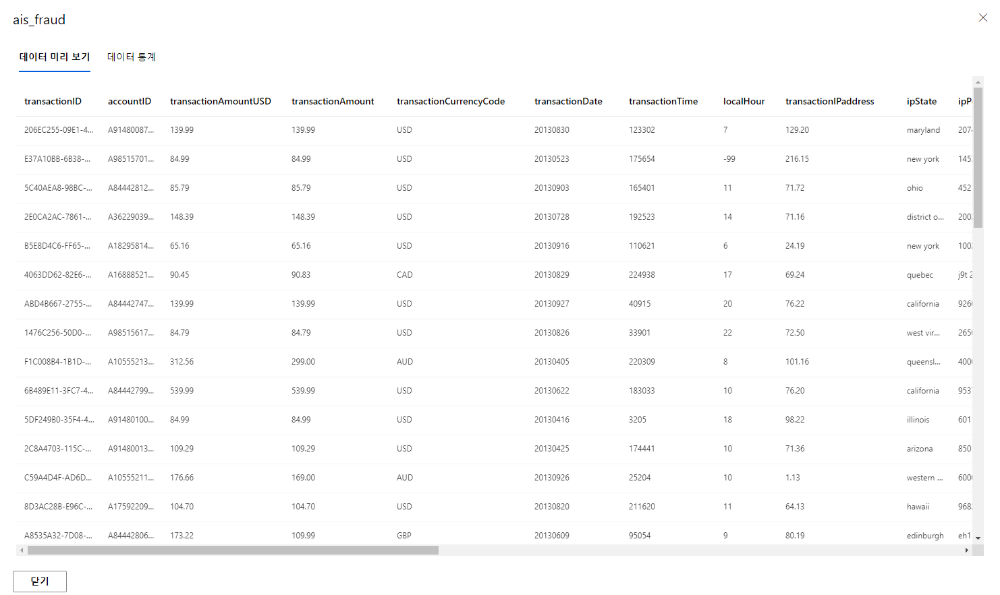 ais_fraud
데이터 미리 보기 데이터 통계
transactionID accountID transactionAmountUSD transactionAmount transactionCurrencyCode transactionDate transactionTime localHour transactionIPaddress ipState ipP
206EC255-09E1-4... A91480087... 139.99 139.99 USD 20130830 123302 7 129.20 maryland 207
E37A10BB-6B38-... A98515701... 84.99 84.99 USD 20130523 175654 -99 216.15 new york 145
5C40AEA8-98BC-... A84442812... 85.79 85.79 USD 20130903 165401 11 71.72 ohio 452
2E0CA2AC-7861-... A36229039... 148.39 148.39 USD 20130728 192523 14 71.16 district o... 200
B5E8D4C6-FF65-... A18295814... 65.16 65.16 USD 20130916 110621 6 24.19 new york 100
4063DD62-82E6-... A16888521... 90.45 90.83 CAD 20130829 224938 17 69.24 quebec j9t 2
ABD4B667-2755-... A84442747... 139.99 139.99 USD 20130927 40915 20 76.22 california 926
1476C256-50D0-... A98515617... 84.79 84.79 USD 20130826 33901 22 72.50 west vir... 265
F1C008B4-1B1D-... A10555213... 312.56 299.00 AUD 20130405 220309 8 101.16 queensl... 400
6B489E11-3FC7-4... A84442799... 539.99 539.99 USD 20130622 183033 10 76.20 california 953
5DF249B0-35F4-4... A91480100... 84.99 84.99 USD 20130416 3205 18 98.22 illinois 601
2C8A4703-115C-... A91480013... 109.29 109.29 USD 20130425 174441 10 71.36 arizona 850
C59A4D4F-AD6D... A10555211... 176.66 169.00 AUD 20130926 25204 10 1.13 western ... 600
8D3AC28B-E96C-... A17592209... 104.70 104.70 USD 20130820 211620 11 64.13 hawaii 968
A8535A32-7D08-... A84442806... 173.22 109.99 GBP 20130609 95054 9 80.19 edinburgh eh1
닫기